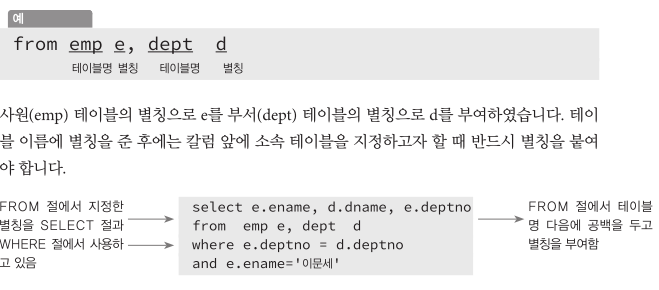 예
from emp e, dept d
테이블명 별칭 테이블명 별칭
사원(emp) 테이블의 별칭으로 e를 부서(dept) 테이블의 별칭으로 d를 부여하였습니다. 테이
블 이름에 별칭을 준 후에는 칼럼 앞에 소속 테이블을 지정하고자 할 때 반드시 별칭을 붙여
야 합니다.
FROM 절에서 지정한
별칭을 SELECT 절과
WHERE 절에서 사용하
고 있음
select e.ename, d.dname, e.deptno
from emp e, dept d
where e.deptno = d.deptno
and e.ename='이문세'
FROM 절에서 테이블
명 다음에 공백을 두고
별칭을 부여함